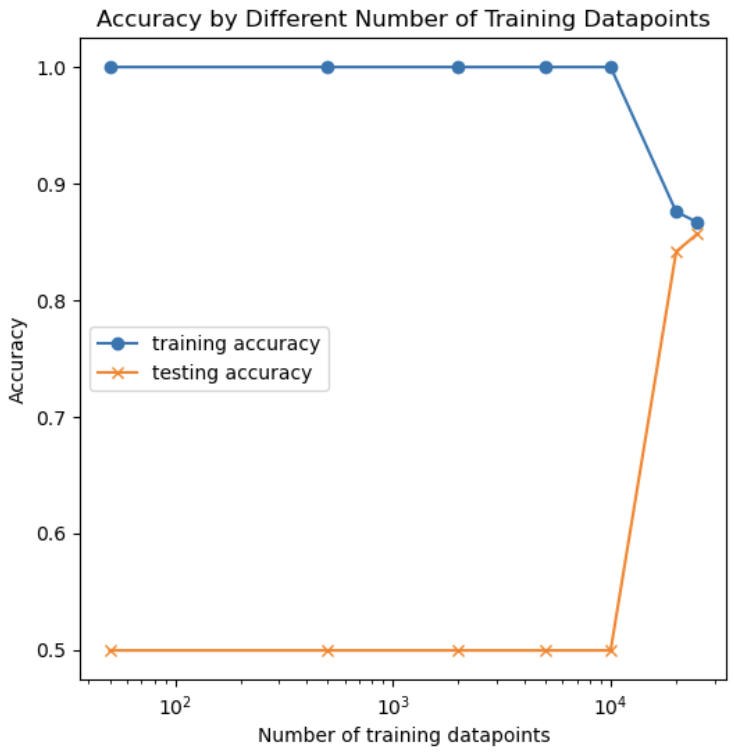 Accuracy by Different Number of Training Datapoints
1.0
0.9
0.8
0.7
0.6
0.5
Accuracy
training accuracy
testing accuracy
10²
10³
10⁴
Number of training datapoints